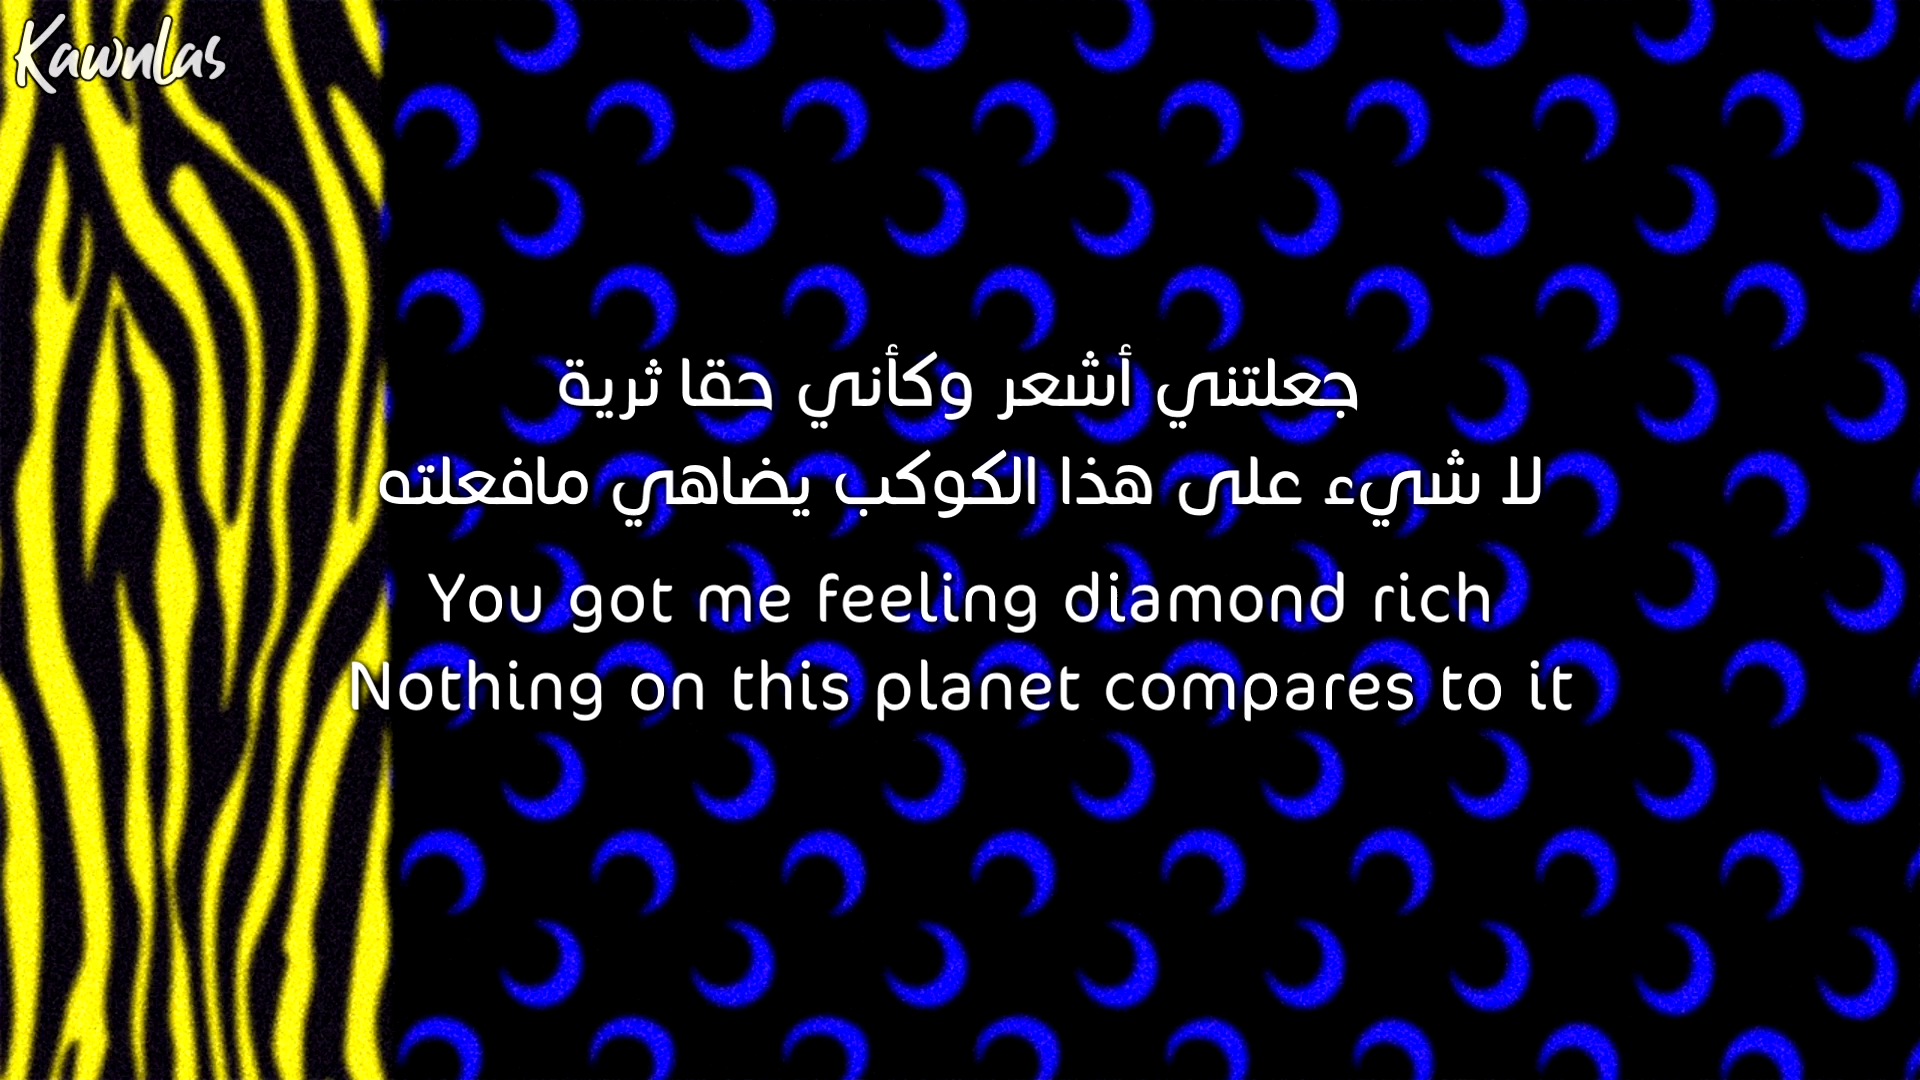 Kawnlas
جعلتني أشعر وكأني حقا ثرية
لا شيء على هذا الكوكب يضاهي مافعلته
You got me feeling diamond rich
Nothing on this planet compares to it